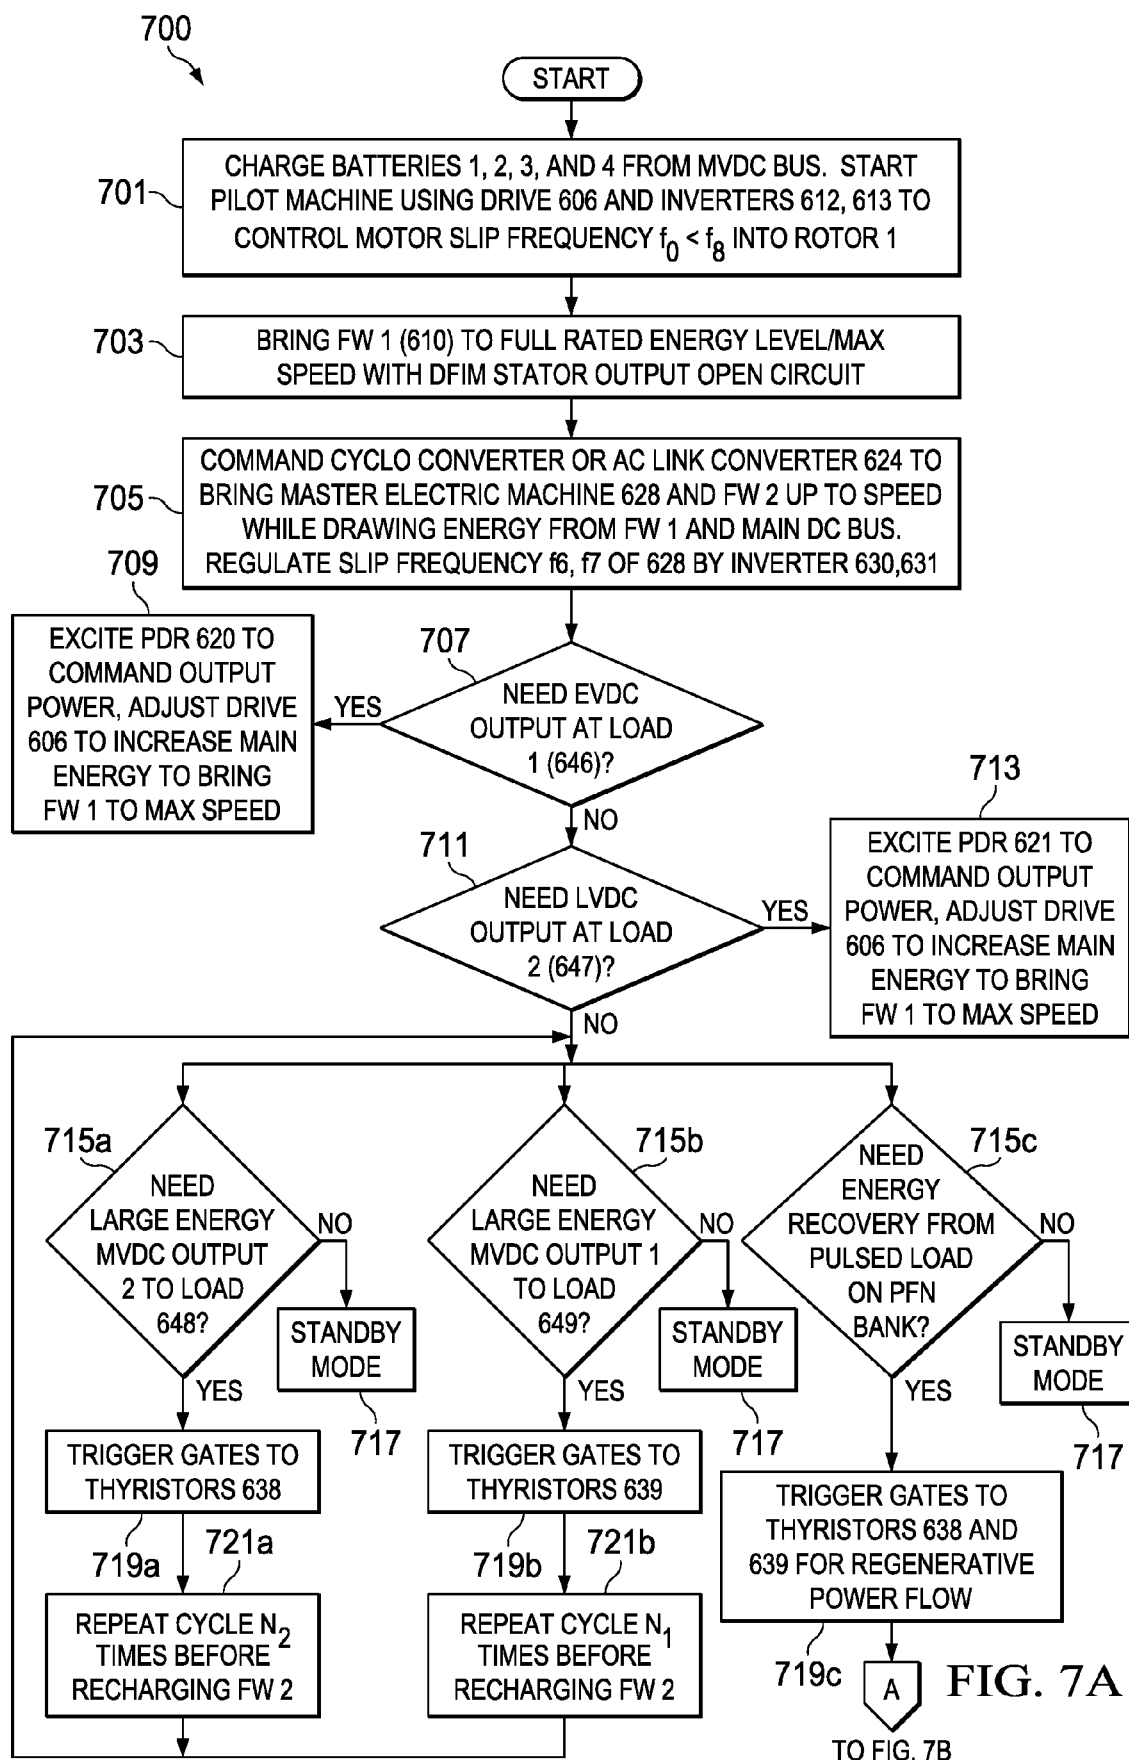 700
START
701
CHARGE BATTERIES 1, 2, 3, AND 4 FROM MVDC BUS. START
PILOT MACHINE USING DRIVE 606 AND INVERTERS 612, 613 TO
CONTROL MOTOR SLIP FREQUENCY f0 < f8 INTO ROTOR 1
703
BRING FW 1 (610) TO FULL RATED ENERGY LEVEL/MAX
SPEED WITH DFIM STATOR OUTPUT OPEN CIRCUIT
705
COMMAND CYCLO CONVERTER OR AC LINK CONVERTER 624 TO
BRING MASTER ELECTRIC MACHINE 628 AND FW 2 UP TO SPEED
WHILE DRAWING ENERGY FROM FW 1 AND MAIN DC BUS.
REGULATE SLIP FREQUENCY f6, f7 OF 628 BY INVERTER 630,631
707
NEED EVDC
OUTPUT AT LOAD
1 (646)?
YES
NO
709
EXCITE PDR 620 TO
COMMAND OUTPUT
POWER, ADJUST DRIVE
606 TO INCREASE MAIN
ENERGY TO BRING
FW 1 TO MAX SPEED
711
NEED LVDC
OUTPUT AT LOAD
2 (647)?
YES
NO
713
EXCITE PDR 621 TO
COMMAND OUTPUT
POWER, ADJUST DRIVE
606 TO INCREASE MAIN
ENERGY TO BRING
FW 1 TO MAX SPEED
715a
NEED
LARGE ENERGY
MVDC OUTPUT
2 TO LOAD
648?
NO
STANDBY
MODE
717
YES
TRIGGER GATES TO
THYRISTORS 638
719a
721a
REPEAT CYCLE N2
TIMES BEFORE
RECHARGING FW 2
715b
NEED
LARGE ENERGY
MVDC OUTPUT 1
TO LOAD
649?
NO
STANDBY
MODE
717
YES
TRIGGER GATES TO
THYRISTORS 639
719b
721b
REPEAT CYCLE N1
TIMES BEFORE
RECHARGING FW 2
715c
NEED
ENERGY
RECOVERY FROM
PULSED LOAD
ON PFN
BANK?
NO
STANDBY
MODE
717
YES
TRIGGER GATES TO
THYRISTORS 638 AND
639 FOR REGENERATIVE
POWER FLOW
719c
A
TO FIG. 7B
FIG. 7A